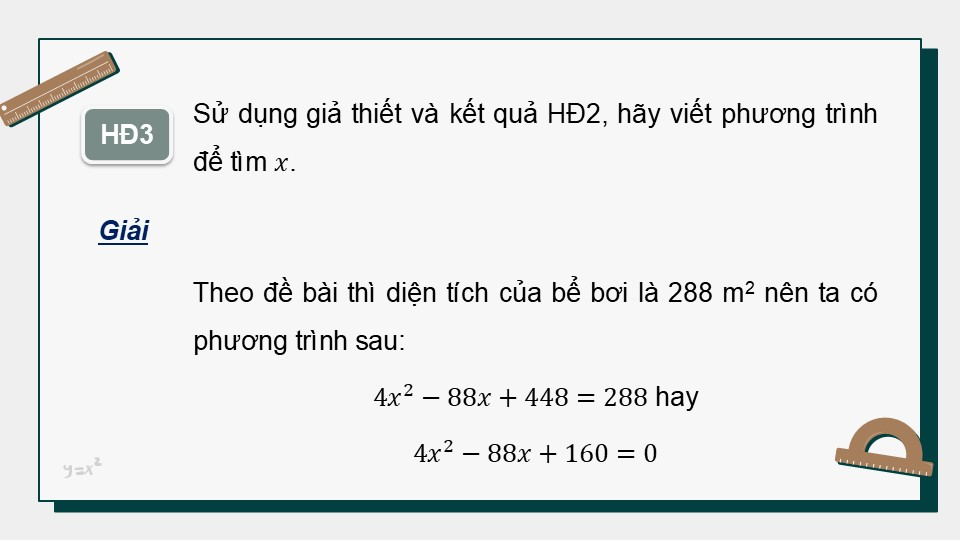 Sử dụng giả thiết và kết quả HĐ2, hãy viết phương trình
HĐ3
để tìm 𝑥.
Giải
Theo đề bài thì diện tích của bể bơi là 288 m² nên ta có
phương trình sau:
4𝑥² − 88𝑥 + 448 = 288 hay
4𝑥² − 88𝑥 + 160 = 0
y=x²